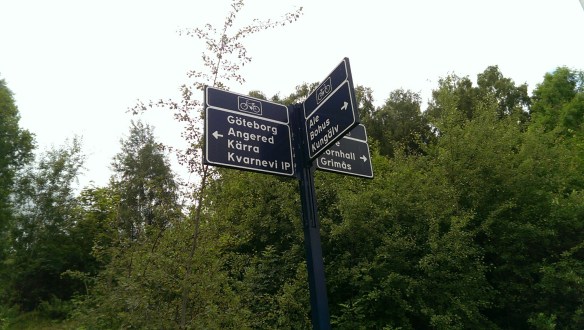 Göteborg
Angered
Kärra
Kvarnevi IP
Ale
Bohus
Kungälv
Grimås